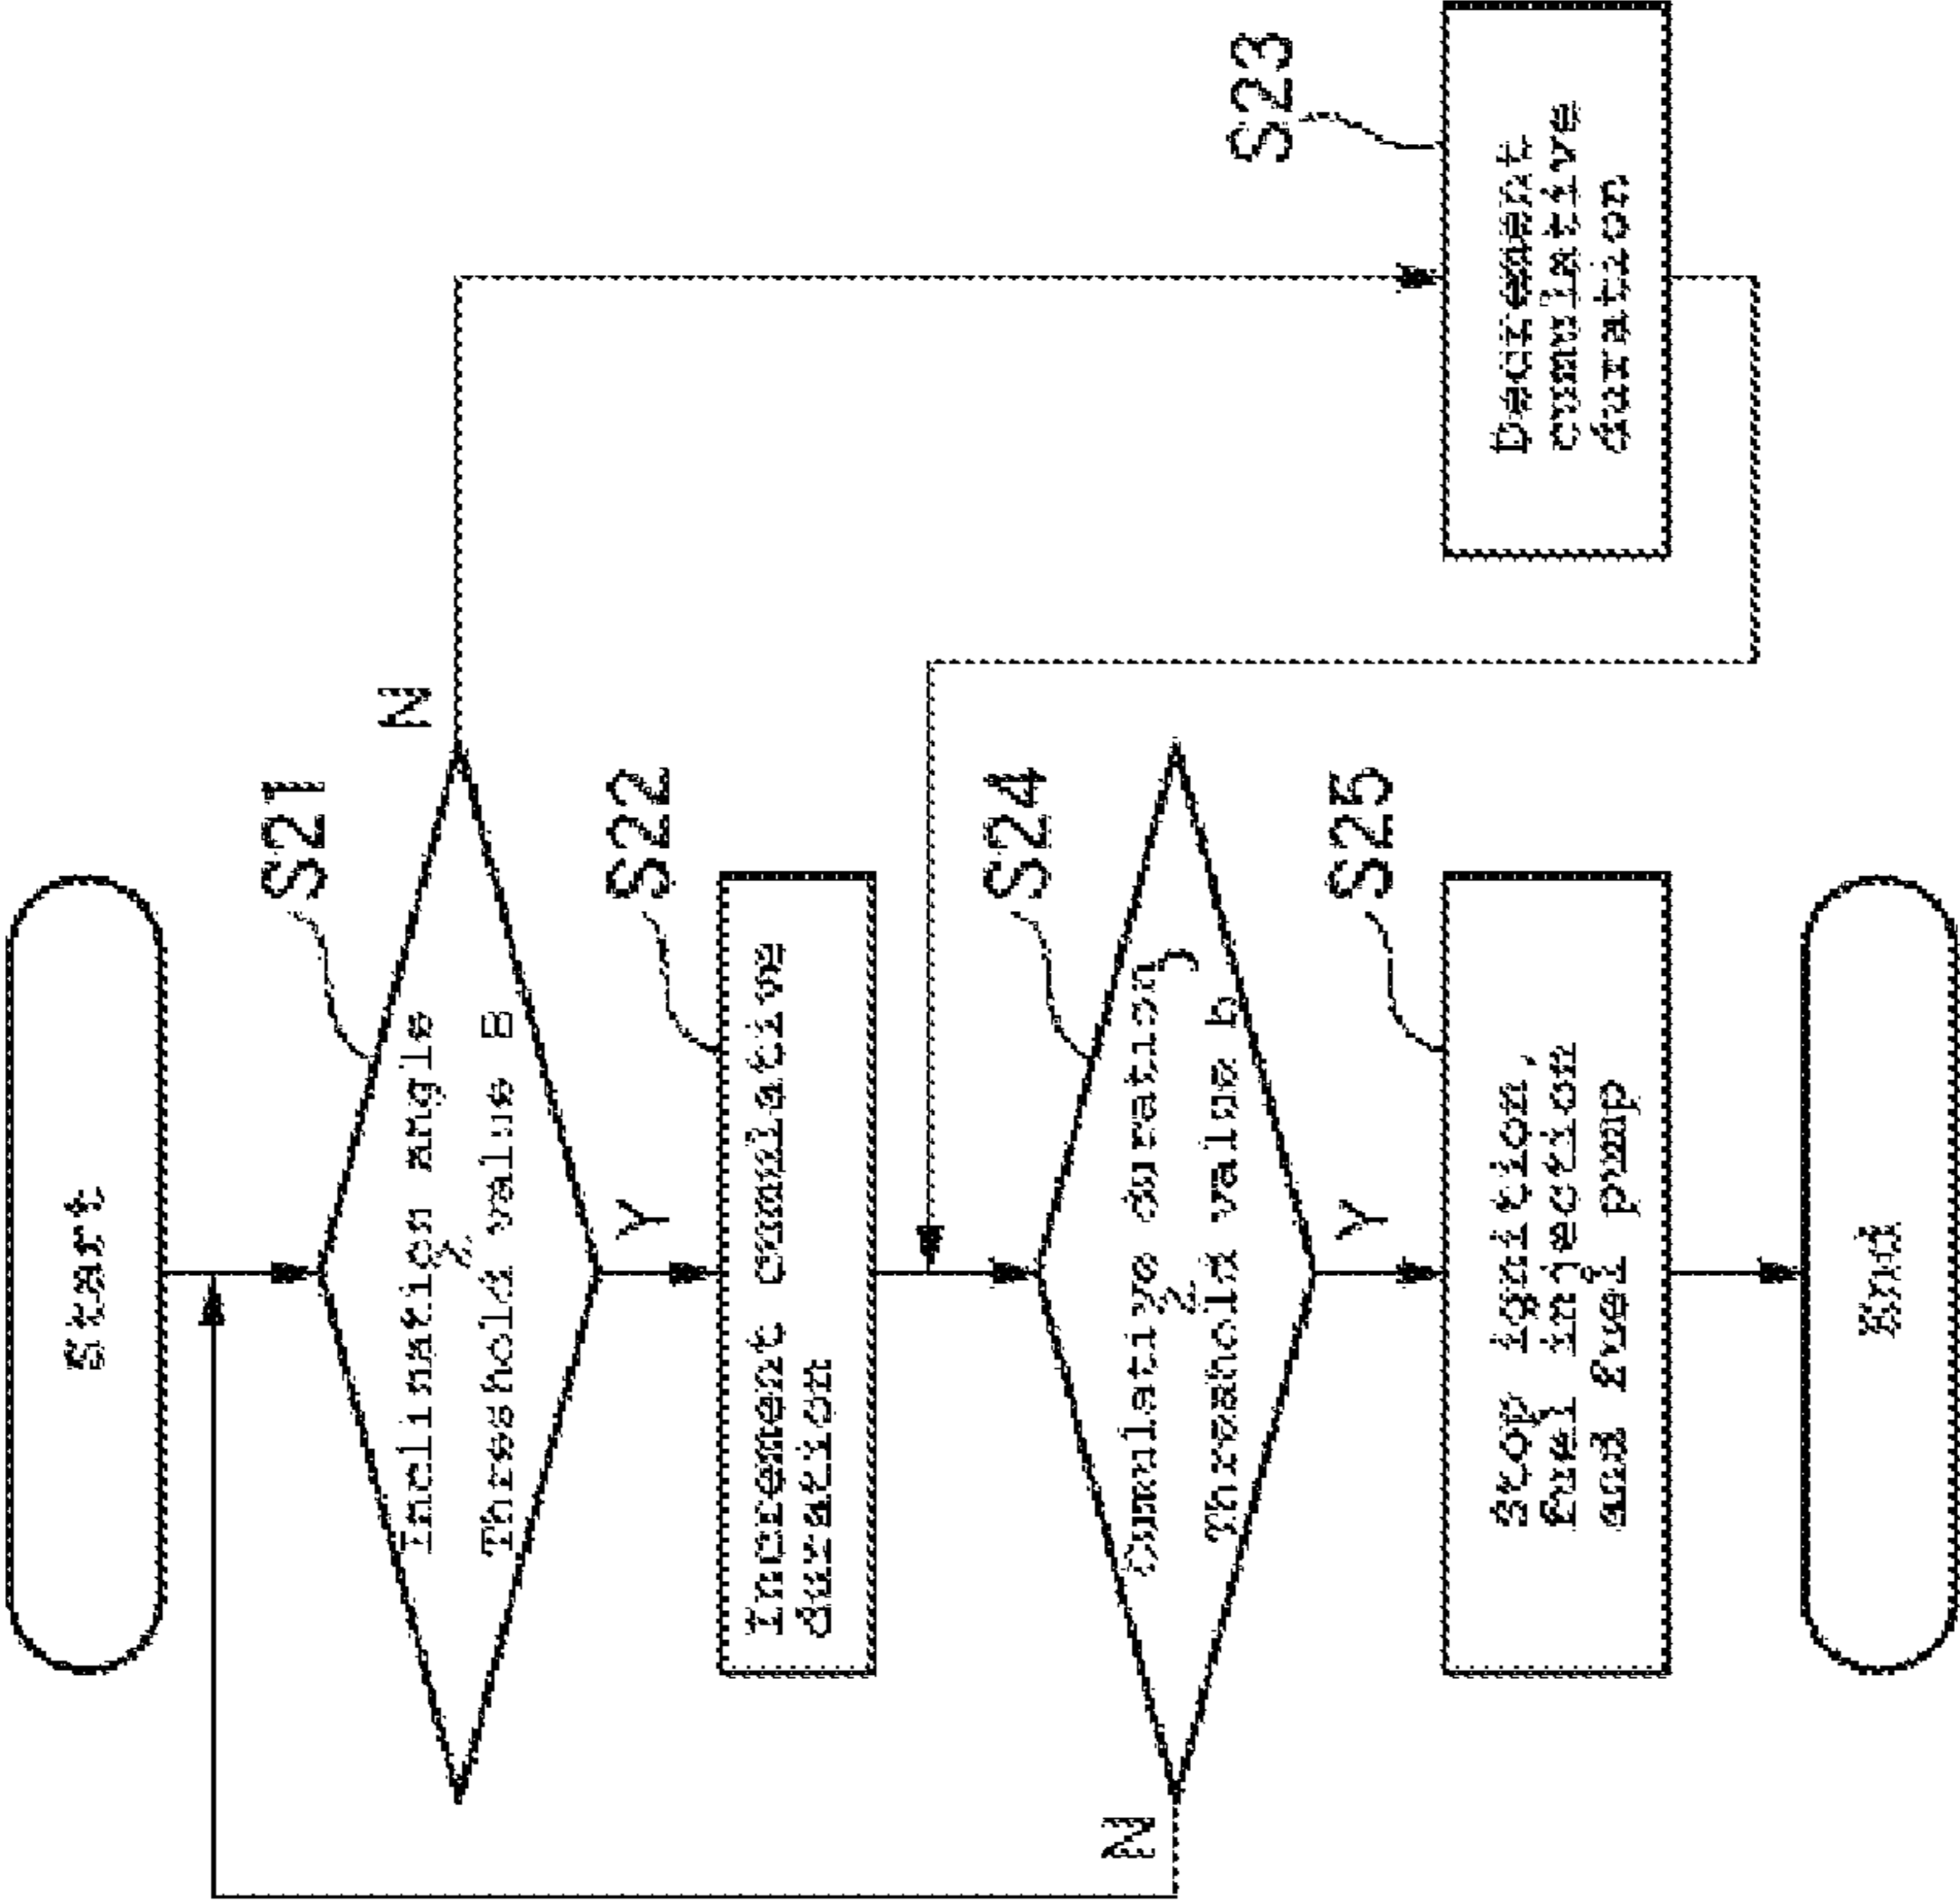 Start
S21
Inclination angle
≥
Threshold value B
N
Y
S22
Increment cumulative
duration
S24
Cumulative duration
≥
Threshold value b
N
Y
S23
Decrement
cumulative
duration
S25
Stop ignition,
fuel injection
and fuel pump
End